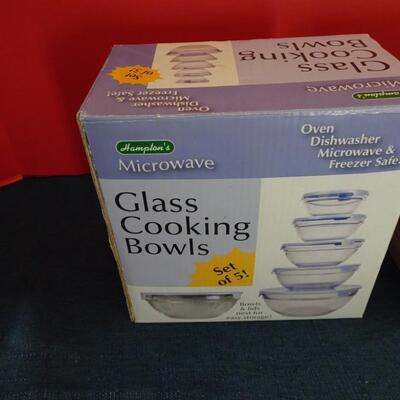 Glass
Cooking
Bowls
Set
of 5!
Microwave
Hampton's
Oven
Dishwasher
Microwave &
Freezer Safe!
Hampton's
Microwave
Glass
Cooking
Bowls
Set
of 5!
Oven
Dishwasher
Microwave &
Freezer Safe!
Bowls
& lids
nest for
easy storage!